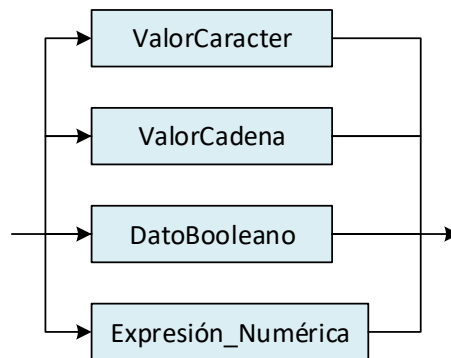 ValorCaracter
ValorCadena
DatoBooleano
Expresión_Numérica